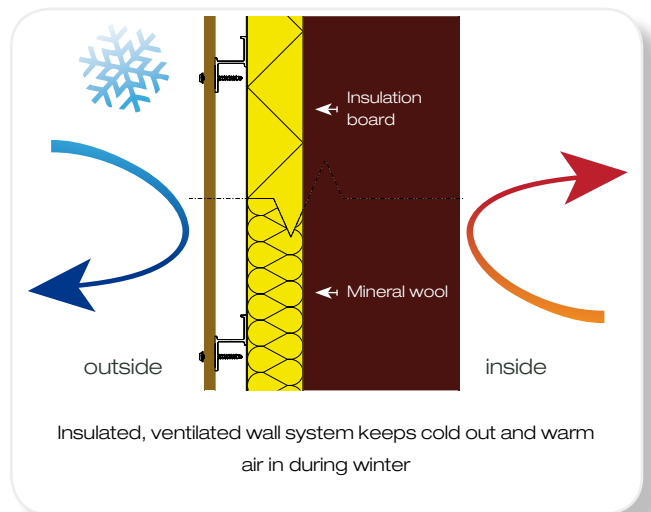 Insulation
board
Mineral wool
outside
inside
Insulated, ventilated wall system keeps cold out and warm
air in during winter